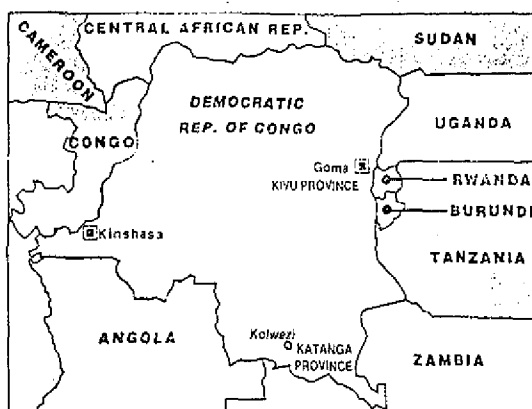 CENTRAL AFRICAN REP.
SUDAN
CAMEROON
DEMOCRATIC
REP. OF CONGO
UGANDA
CONGO
Goma
KIVU PROVINCE
RWANDA
BURUNDI
Kinshasa
TANZANIA
ANGOLA
Kolwezi
KATANGA
PROVINCE
ZAMBIA